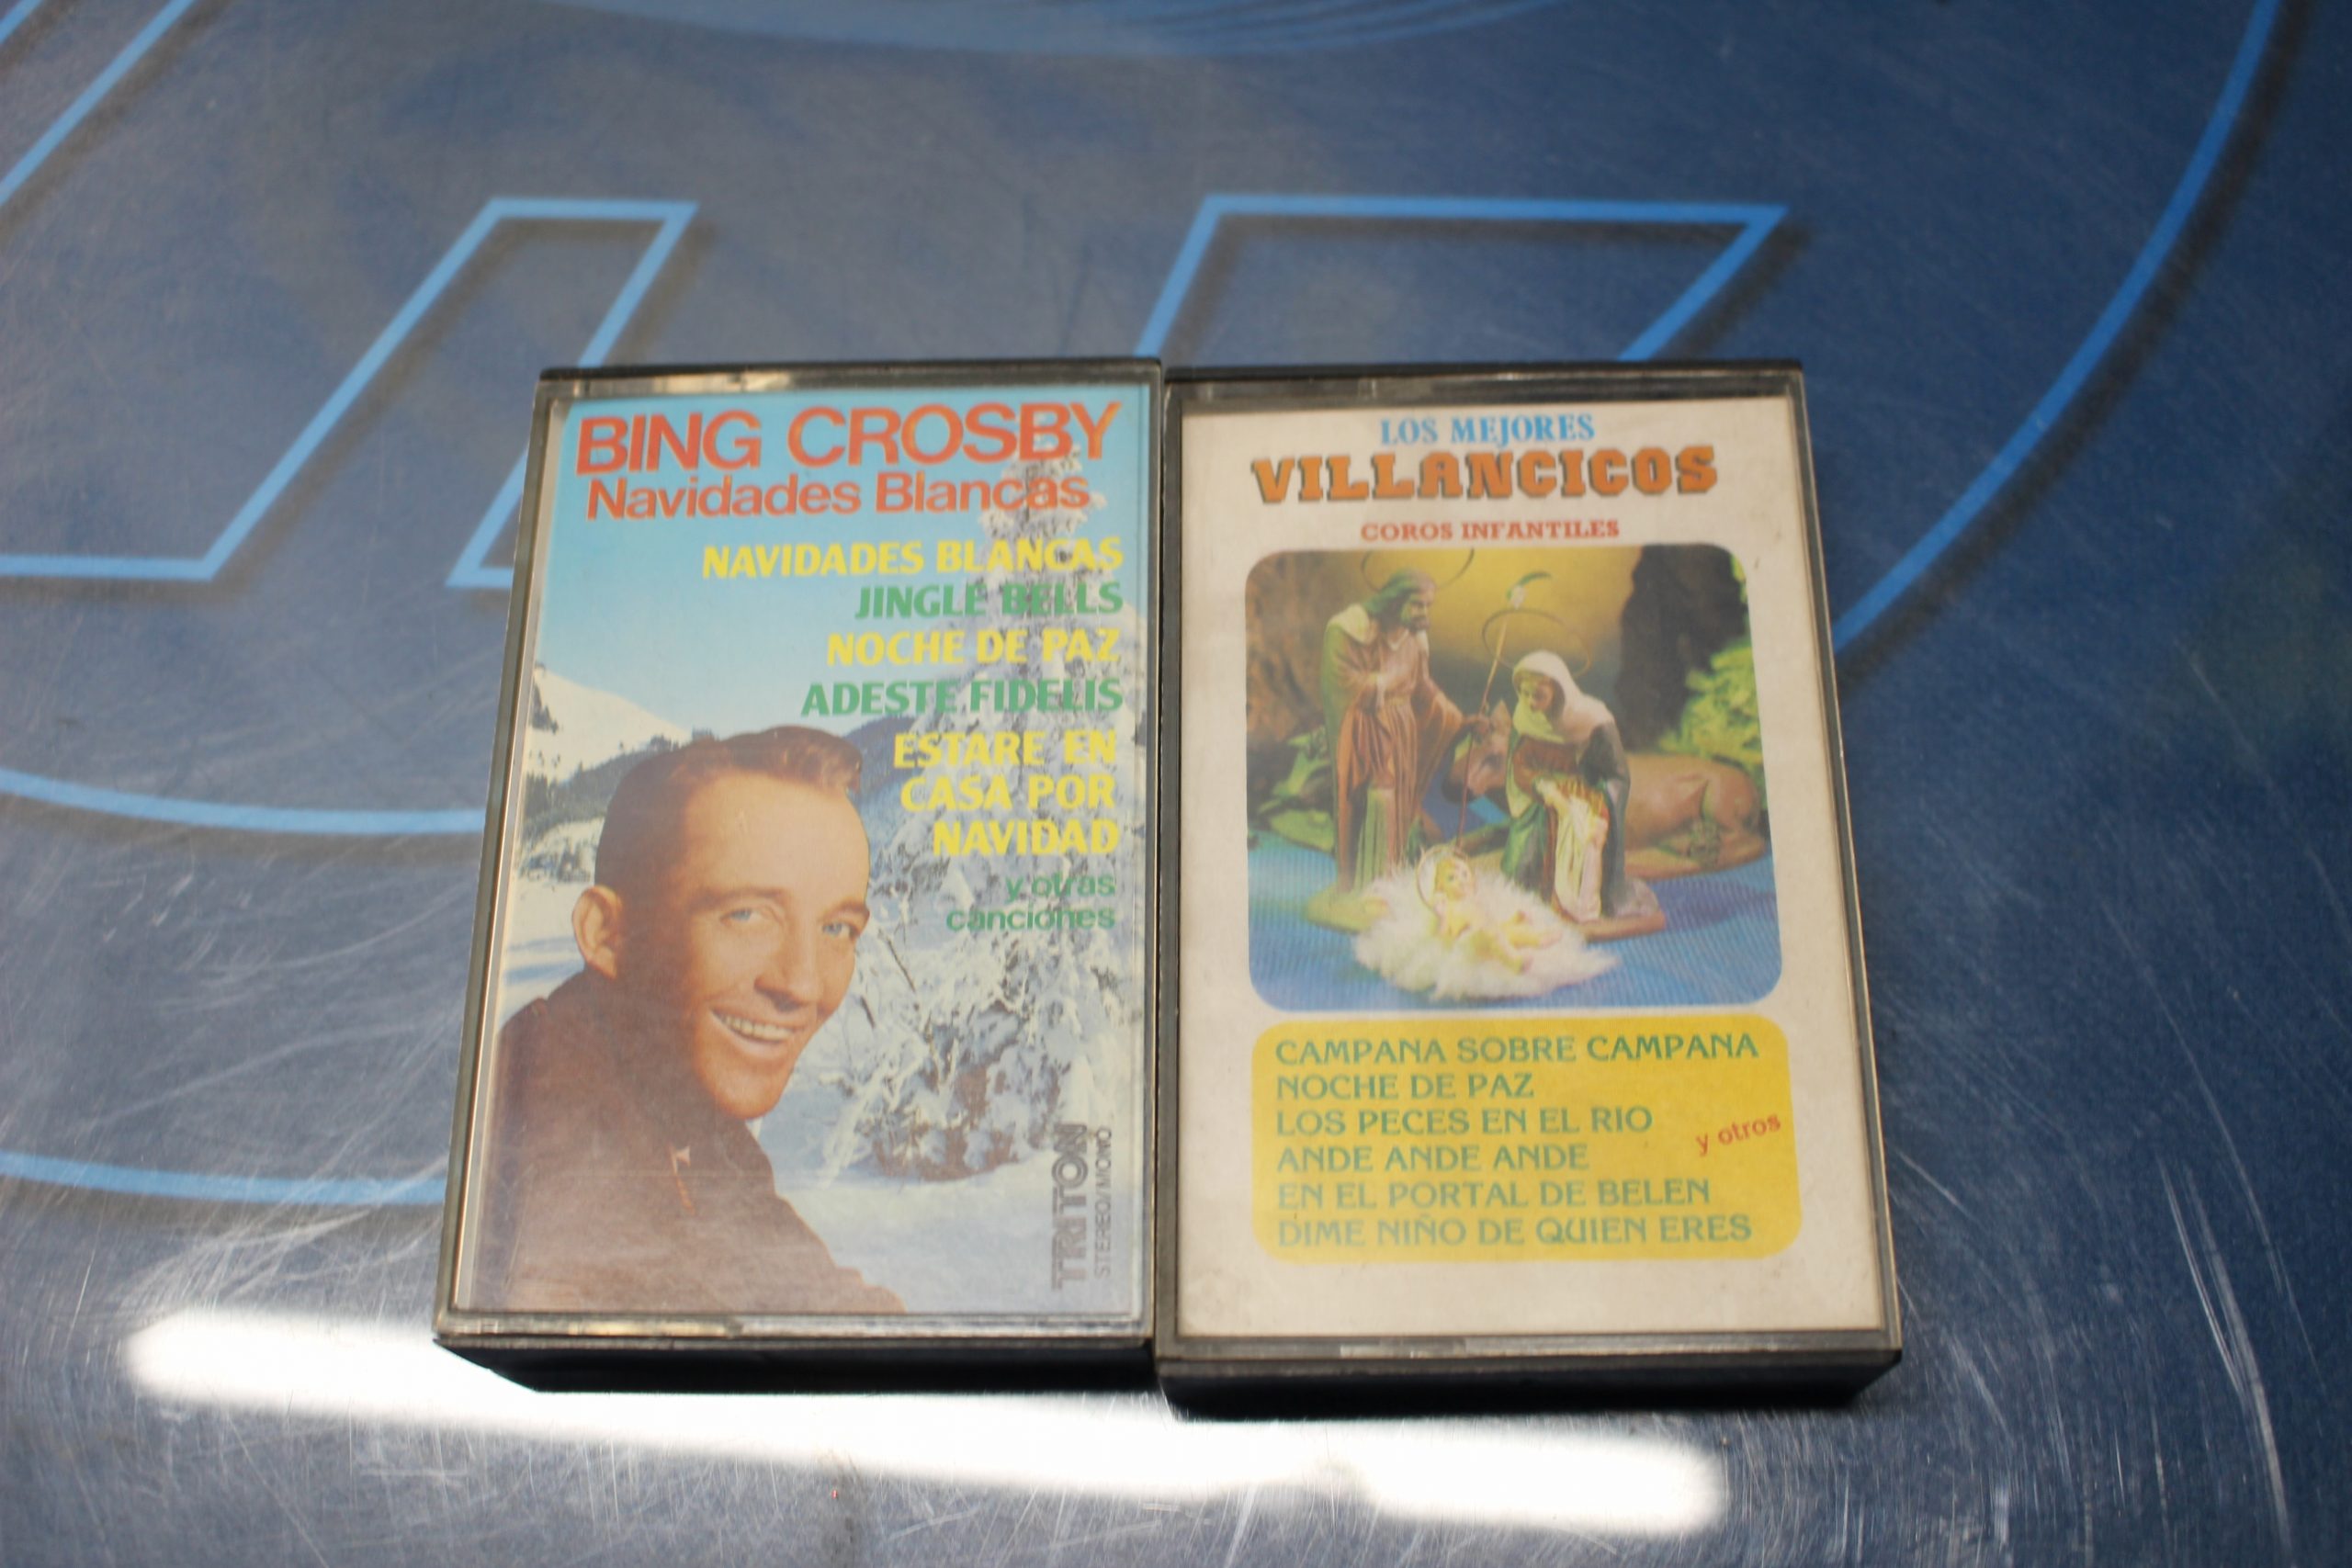 BING CROSBY
Navidades Blancas
NAVIDADES BLANCAS
JINGLE BELLS
NOCHE DE PAZ
ADESTE FIDELIS
ESTARE EN
CASA POR
NAVIDAD
y otras
canciones
TRITON
STEREO/MONO
LOS MEJORES
VILLANCICOS
COROS INFANTILES
CAMPANA SOBRE CAMPANA
NOCHE DE PAZ
LOS PECES EN EL RIO
ANDE ANDE ANDE
EN EL PORTAL DE BELEN
DIME NIÑO DE QUIEN ERES
y otros